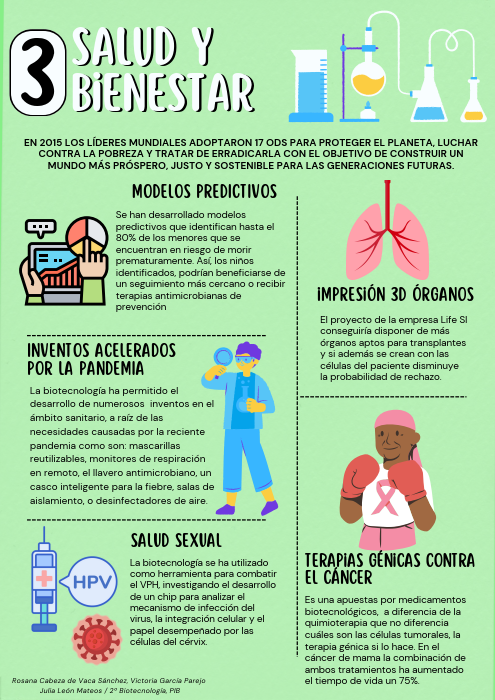 3
SALUD Y
BiENESTAR
EN 2015 LOS LÍDERES MUNDIALES ADOPTARON 17 ODS PARA PROTEGER EL PLANETA, LUCHAR
CONTRA LA POBREZA Y TRATAR DE ERRADICARLA CON EL OBJETIVO DE CONSTRUIR UN
MUNDO MÁS PRÓSPERO, JUSTO Y SOSTENIBLE PARA LAS GENERACIONES FUTURAS.
MODELOS PREDICTIVOS
Se han desarrollado modelos
predictivos que identifican hasta el
80% de los menores que se
encuentran en riesgo de morir
prematuramente. Así, los niños
identificados, podrían beneficiarse de
un seguimiento más cercano o recibir
terapias antimicrobianas de
prevención
INVENTOS ACELERADOS
POR LA PANDEMIA
La biotecnología ha permitido el
desarrollo de numerosos inventos en el
ámbito sanitario, a raíz de las
necesidades causadas por la reciente
pandemia como son: mascarillas
reutilizables, monitores de respiración
en remoto, el llavero antimicrobiano, un
casco inteligente para la fiebre, salas de
aislamiento, o desinfectadores de aire.
SALUD SEXUAL
HPV
La biotecnología se ha utilizado
como herramienta para combatir
el VPH, investigando el desarrollo
de un chip para analizar el
mecanismo de infección del
virus, la integración celular y el
papel desempeñado por las
células del cérvix.
iMPRESIÓN 3D ÓRGANOS
El proyecto de la empresa Life SI
conseguiría disponer de más
órganos aptos para transplantes
y si además se crean con las
células del paciente disminuye
la probabilidad de rechazo.
TERAPiAS GÉNICAS CONTRA
EL CÁNCER
Es una apuestas por medicamentos
biotecnológicos, a diferencia de la
quimioterapia que no diferencia
cuáles son las células tumorales, la
terapia génica si lo hace. En el
cáncer de mama la combinación de
ambos tratamientos ha aumentado
el tiempo de vida un 75%.
Rosana Cabeza de Vaca Sánchez, Victoria García Parejo
Julia León Mateos / 2º Biotecnología, PIB